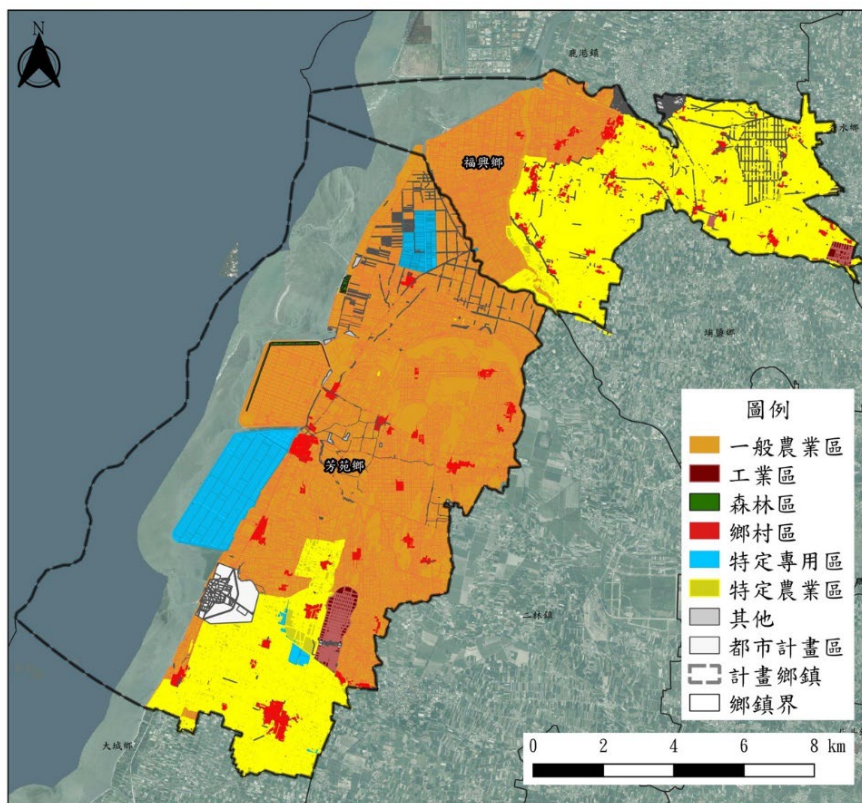 N
鹿港鎮
秀水鄉
福興鄉
埔鹽鄉
芳苑鄉
二林鎮
大城鄉
圖例
一般農業區
工業區
森林區
鄉村區
特定專用區
特定農業區
其他
都市計畫區
計畫鄉鎮
鄉鎮界
0 2 4 6 8 km